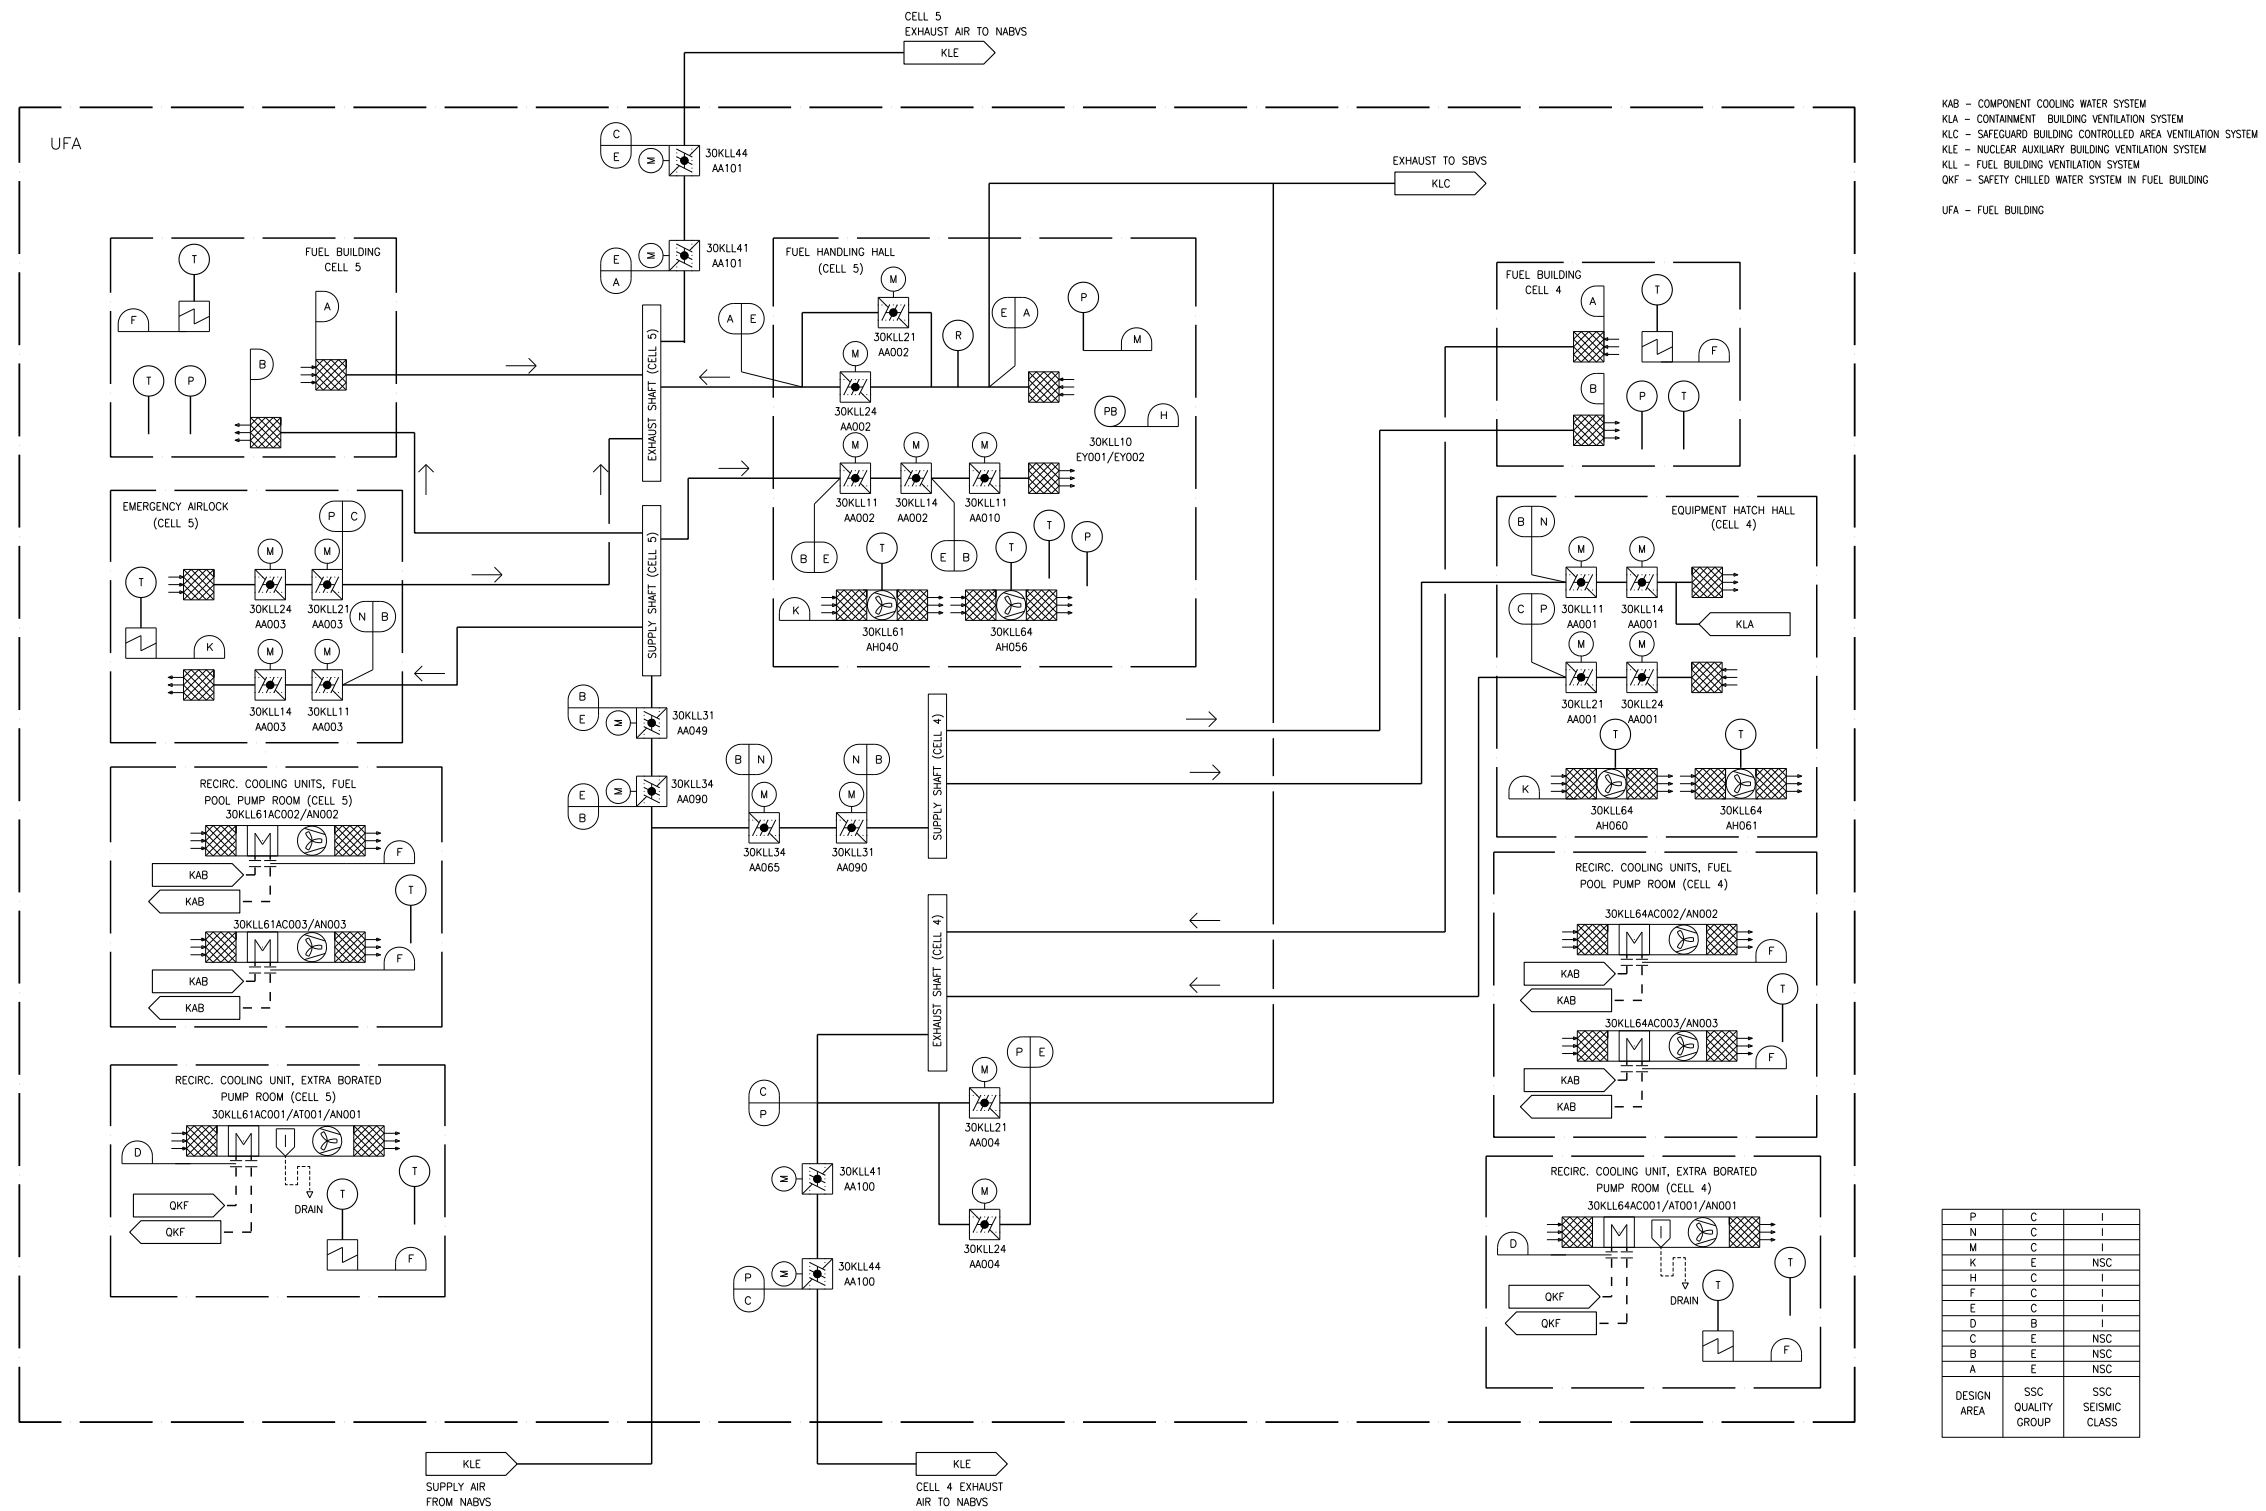 CELL 5
EXHAUST AIR TO NABVS
KLE
KAB – COMPONENT COOLING WATER SYSTEM
KLA – CONTAINMENT BUILDING VENTILATION SYSTEM
KLC – SAFEGUARD BUILDING CONTROLLED AREA VENTILATION SYSTEM
KLE – NUCLEAR AUXILIARY BUILDING VENTILATION SYSTEM
KLL – FUEL BUILDING VENTILATION SYSTEM
QKF – SAFETY CHILLED WATER SYSTEM IN FUEL BUILDING
UFA – FUEL BUILDING
UFA
C
E
M
30KLL44
AA101
E
A
M
30KLL41
AA101
EXHAUST TO SBVS
KLC
FUEL BUILDING
CELL 5
T
F
A
B
T
P
EXHAUST SHAFT (CELL 5)
FUEL HANDLING HALL
(CELL 5)
M
30KLL21
AA002
A E
M
30KLL24
AA002
R
E A
P
M
PB
H
30KLL10
EY001/EY002
M
30KLL11
AA002
M
30KLL14
AA002
M
30KLL11
AA010
B E
E B
T
T
T
P
K
30KLL61
AH040
30KLL64
AH056
FUEL BUILDING
CELL 4
A
T
F
B
P
T
EMERGENCY AIRLOCK
(CELL 5)
P C
T
M
30KLL24
AA003
M
30KLL21
AA003
N B
K
M
30KLL14
AA003
M
30KLL11
AA003
SUPPLY SHAFT (CELL 5)
EQUIPMENT HATCH HALL
(CELL 4)
B N
M
30KLL11
AA001
M
30KLL14
AA001
KLA
C P
M
30KLL21
AA001
M
30KLL24
AA001
T
T
K
30KLL64
AH060
30KLL64
AH061
B
E
M
30KLL31
AA049
E
B
M
30KLL34
AA090
B N
M
30KLL34
AA065
N B
M
30KLL31
AA090
SUPPLY SHAFT (CELL 4)
RECIRC. COOLING UNITS, FUEL
POOL PUMP ROOM (CELL 5)
30KLL61AC002/AN002
F
KAB
KAB
T
30KLL61AC003/AN003
F
KAB
KAB
RECIRC. COOLING UNITS, FUEL
POOL PUMP ROOM (CELL 4)
30KLL64AC002/AN002
F
KAB
KAB
T
30KLL64AC003/AN003
F
KAB
KAB
EXHAUST SHAFT (CELL 4)
P E
C
P
M
30KLL21
AA004
M
30KLL41
AA100
M
30KLL24
AA004
P
C
M
30KLL44
AA100
RECIRC. COOLING UNIT, EXTRA BORATED
PUMP ROOM (CELL 5)
30KLL61AC001/AT001/AN001
D
T
QKF
QKF
DRAIN
T
F
RECIRC. COOLING UNIT, EXTRA BORATED
PUMP ROOM (CELL 4)
30KLL64AC001/AT001/AN001
D
T
QKF
QKF
DRAIN
T
F
P C I
N C I
M C I
K E NSC
H C I
F C I
E C I
D B I
C E NSC
B E NSC
A E NSC
DESIGN AREA
SSC QUALITY GROUP
SSC SEISMIC CLASS
KLE
SUPPLY AIR
FROM NABVS
KLE
CELL 4 EXHAUST
AIR TO NABVS